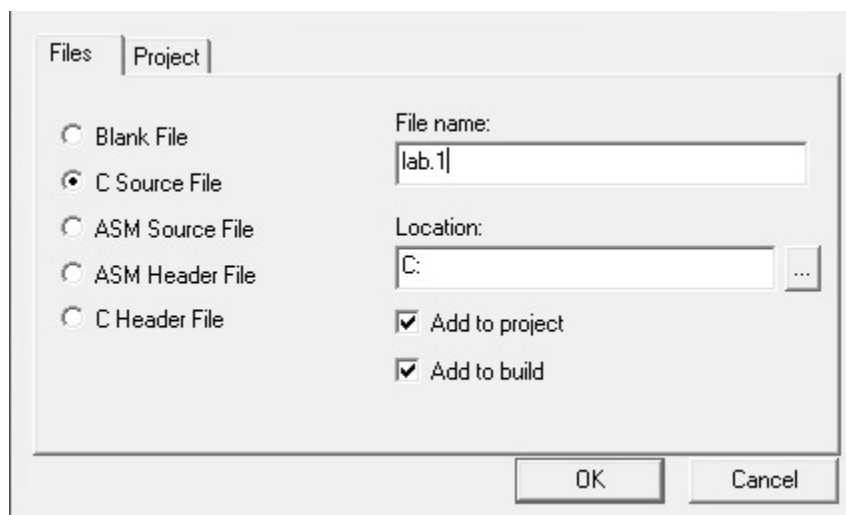 Files
Project
Blank File
C Source File
ASM Source File
ASM Header File
C Header File
File name:
lab.1
Location:
C:
...
Add to project
Add to build
OK
Cancel